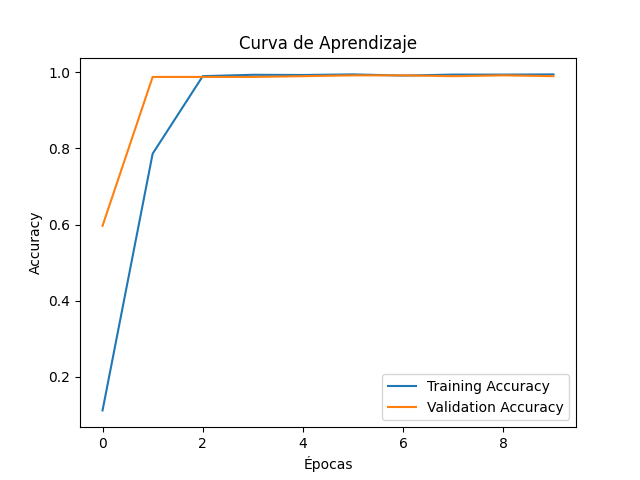 Curva de Aprendizaje
1.0
0.8
0.6
0.4
0.2
Accuracy
0 2 4 6 8
Épocas
Training Accuracy
Validation Accuracy